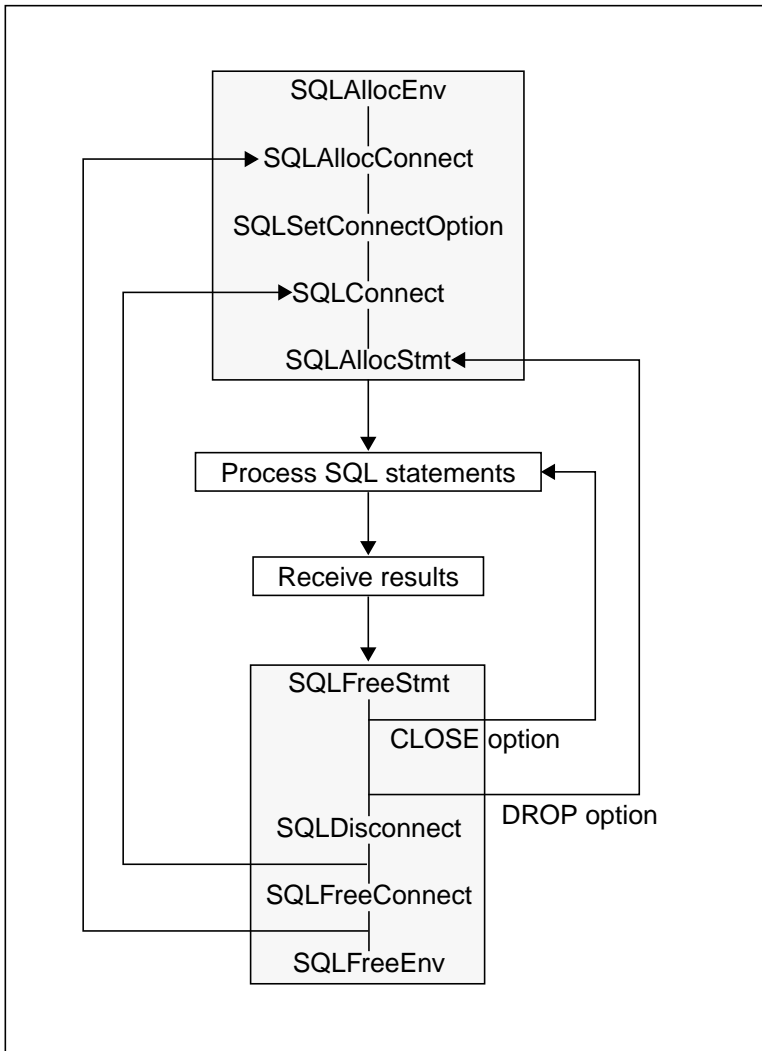 SQLAllocEnv
SQLAllocConnect
SQLSetConnectOption
SQLConnect
SQLAllocStmt
Process SQL statements
Receive results
SQLFreeStmt
CLOSE option
DROP option
SQLDisconnect
SQLFreeConnect
SQLFreeEnv